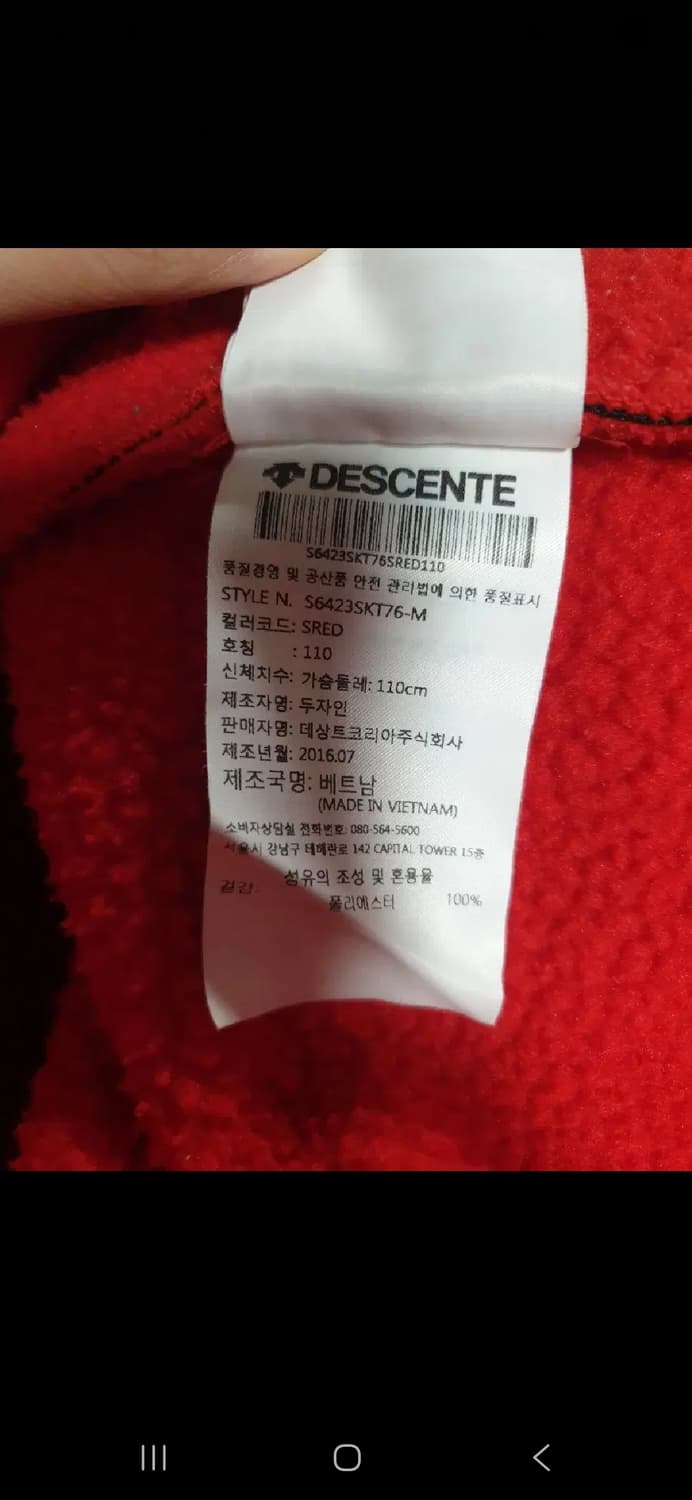 DESCENTE
S6423SKT76SRED110
품질경영 및 공산품 안전 관리법에 의한 품질표시
STYLE N. S6423SKT76-M
컬러코드: SRED
호칭 : 110
신체치수: 가슴둘레: 110cm
제조자명: 두자인
판매자명: 데상트코리아주식회사
제조년월: 2016.07
제조국명: 베트남
(MADE IN VIETNAM)
소비자상담실 전화번호: 080-564-5600
서울시 강남구 테헤란로 142 CAPITAL TOWER 15층
섬유의 조성 및 혼용율
겉감: 폴리에스터 100%